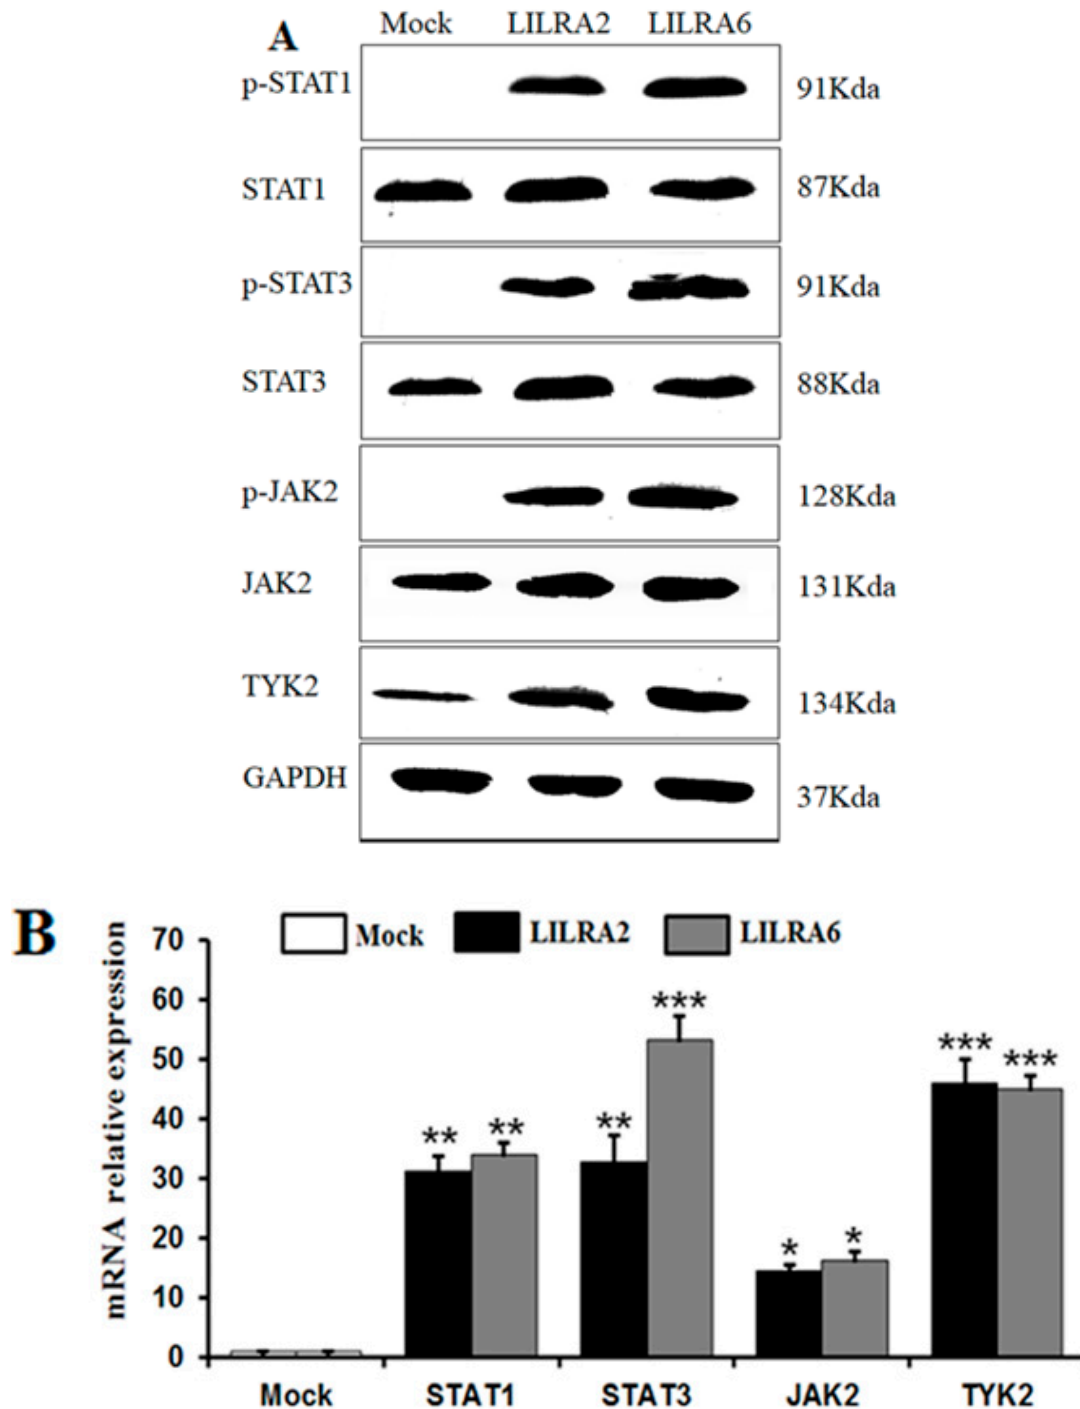 A
Mock LILRA2 LILRA6
p-STAT1 91Kda
STAT1 87Kda
p-STAT3 91Kda
STAT3 88Kda
p-JAK2 128Kda
JAK2 131Kda
TYK2 134Kda
GAPDH 37Kda
B
Mock LILRA2 LILRA6
mRNA relative expression
70
60
50
40
30
20
10
0
** ** ** *** * * *** ***
Mock STAT1 STAT3 JAK2 TYK2